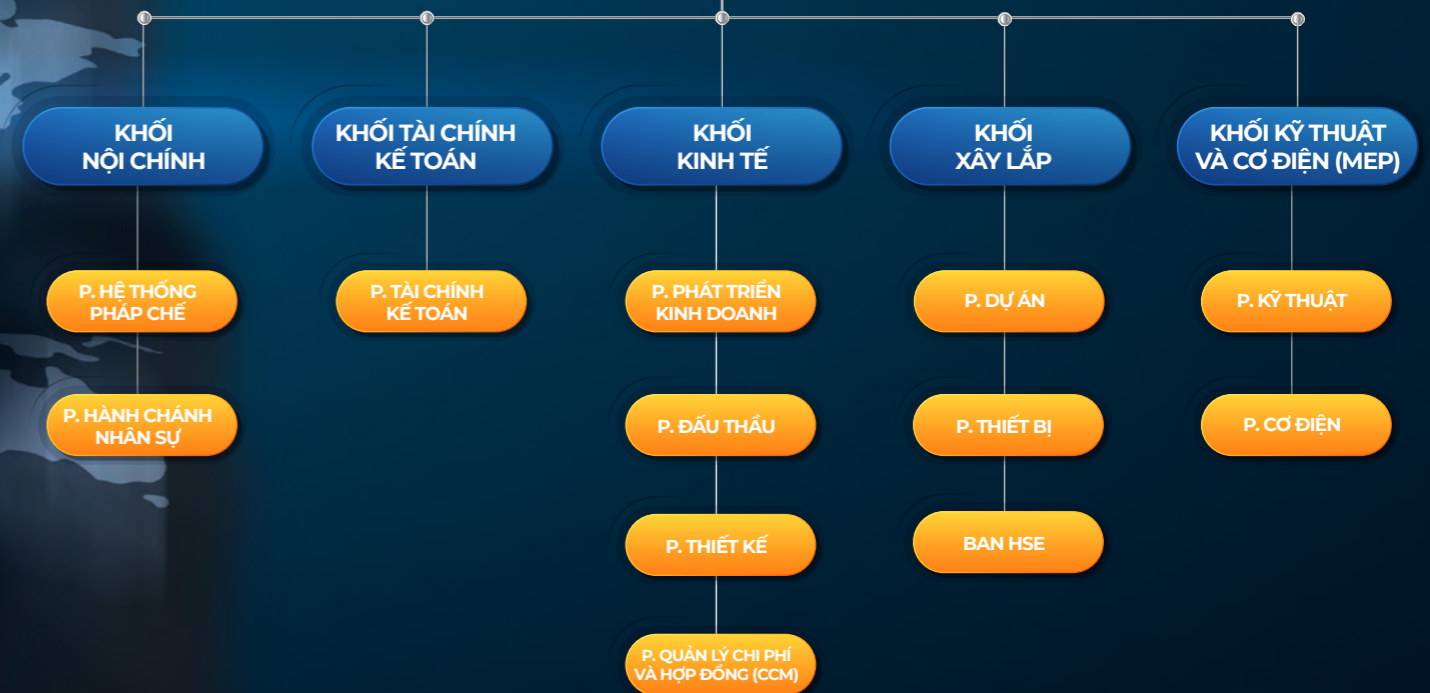 KHỐI
NỘI CHÍNH
KHỐI TÀI CHÍNH
KẾ TOÁN
KHỐI
KINH TẾ
KHỐI
XÂY LẮP
KHỐI KỸ THUẬT
VÀ CƠ ĐIỆN (MEP)
P. HỆ THỐNG
PHÁP CHẾ
P. TÀI CHÍNH
KẾ TOÁN
P. PHÁT TRIỂN
KINH DOANH
P. DỰ ÁN
P. KỸ THUẬT
P. HÀNH CHÁNH
NHÂN SỰ
P. ĐẤU THẦU
P. THIẾT BỊ
P. CƠ ĐIỆN
P. THIẾT KẾ
BAN HSE
P. QUẢN LÝ CHI PHÍ
VÀ HỢP ĐỒNG (CCM)